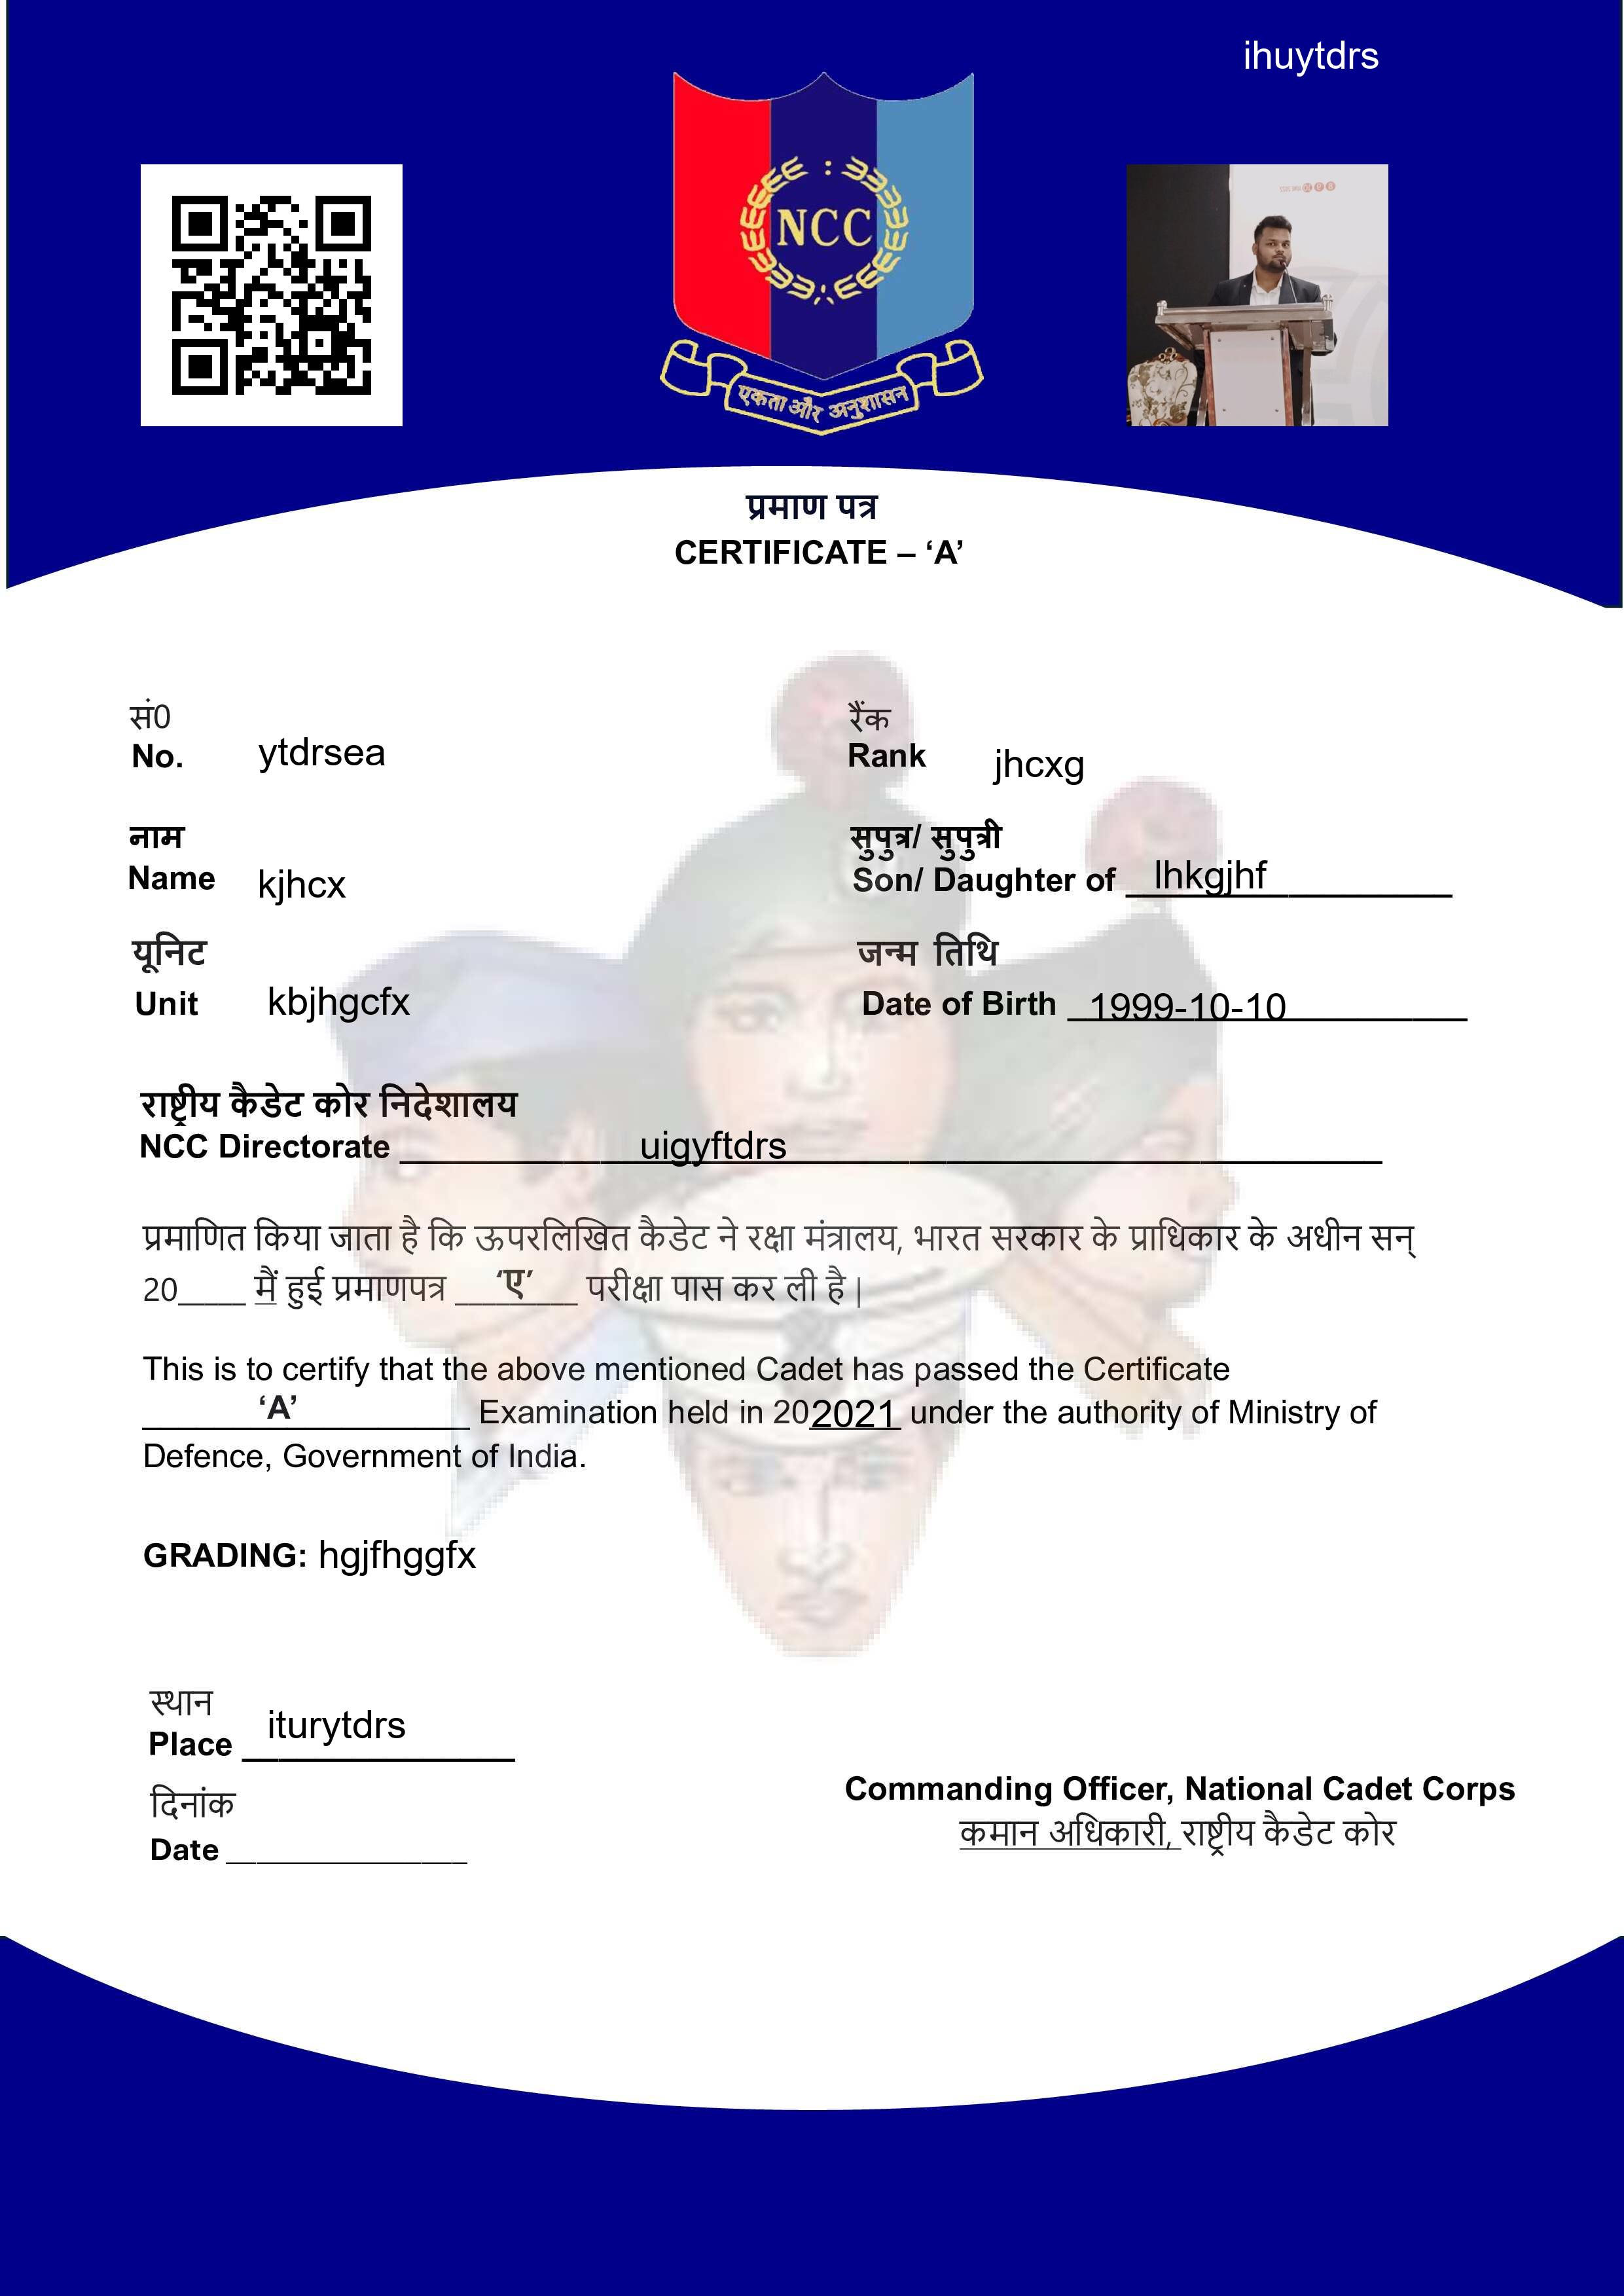 ihuytdrs
NCC
एकता और अनुशासन
प्रमाण पत्र
CERTIFICATE – ‘A’
सं0
No. ytdrsea
रैंक
Rank jhcxg
नाम
Name kjhcx
सुपुत्र/ सुपुत्री
Son/ Daughter of lhkgjhf
यूनिट
Unit kbjhgcfx
जन्म तिथि
Date of Birth 1999-10-10
राष्ट्रीय कैडेट कोर निदेशालय
NCC Directorate uigyftdrs
प्रमाणित किया जाता है कि ऊपरलिखित कैडेट ने रक्षा मंत्रालय, भारत सरकार के प्राधिकार के अधीन सन्
20____ मैं हुई प्रमाणपत्र ‘ए’ परीक्षा पास कर ली है |
This is to certify that the above mentioned Cadet has passed the Certificate
‘A’ Examination held in 202021 under the authority of Ministry of
Defence, Government of India.
GRADING: hgjfhggfx
स्थान
Place iturytdrs
दिनांक
Date ______________
Commanding Officer, National Cadet Corps
कमान अधिकारी, राष्ट्रीय कैडेट कोर